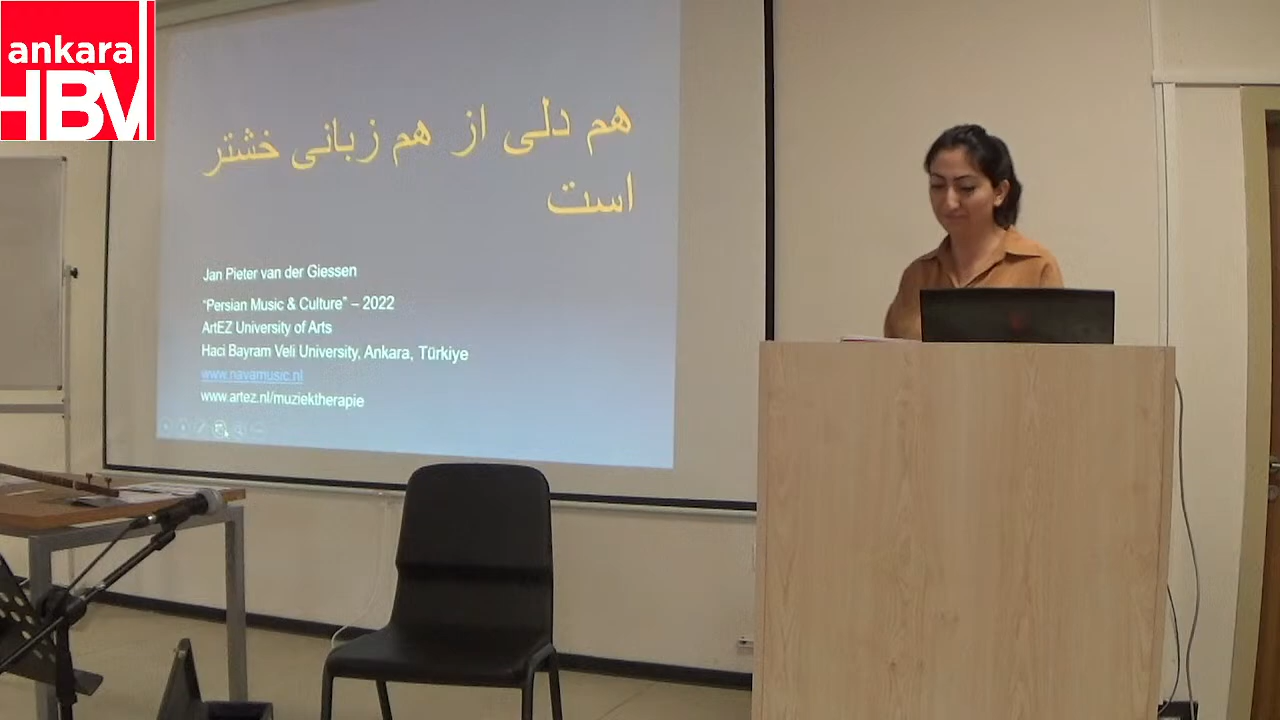 ankara
HBV
هم دلی از هم زبانی خشتر
است
Jan Pieter van der Giessen
“Persian Music & Culture” – 2022
ArtEZ University of Arts
Haci Bayram Veli University, Ankara, Türkiye
www.navamusic.nl
www.artez.nl/muziektherapie